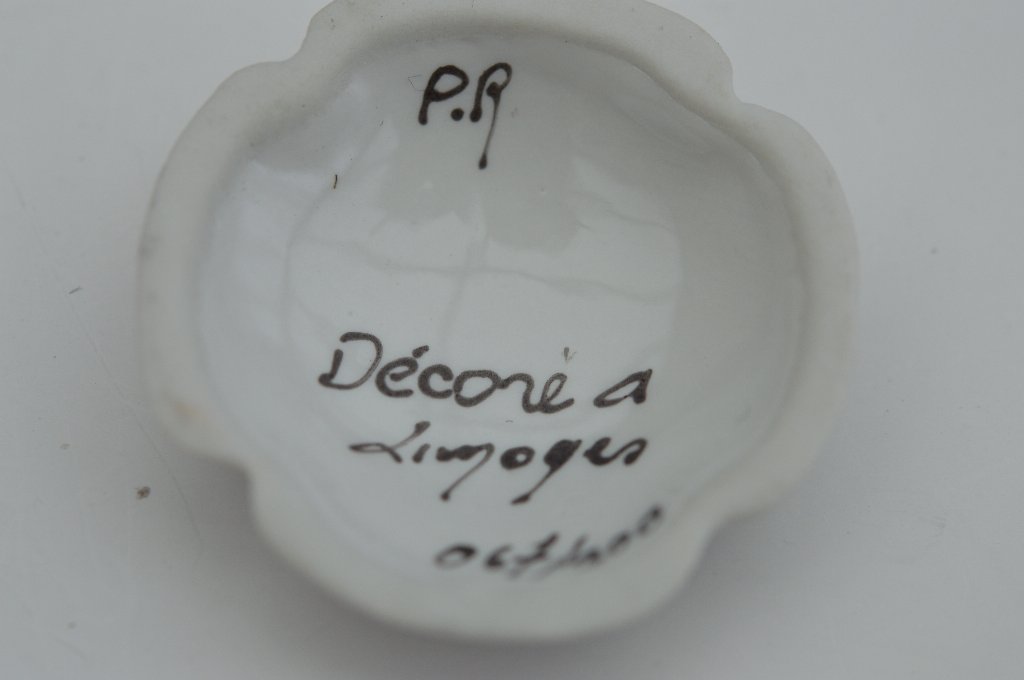 P.R
Décoré a
Limoges